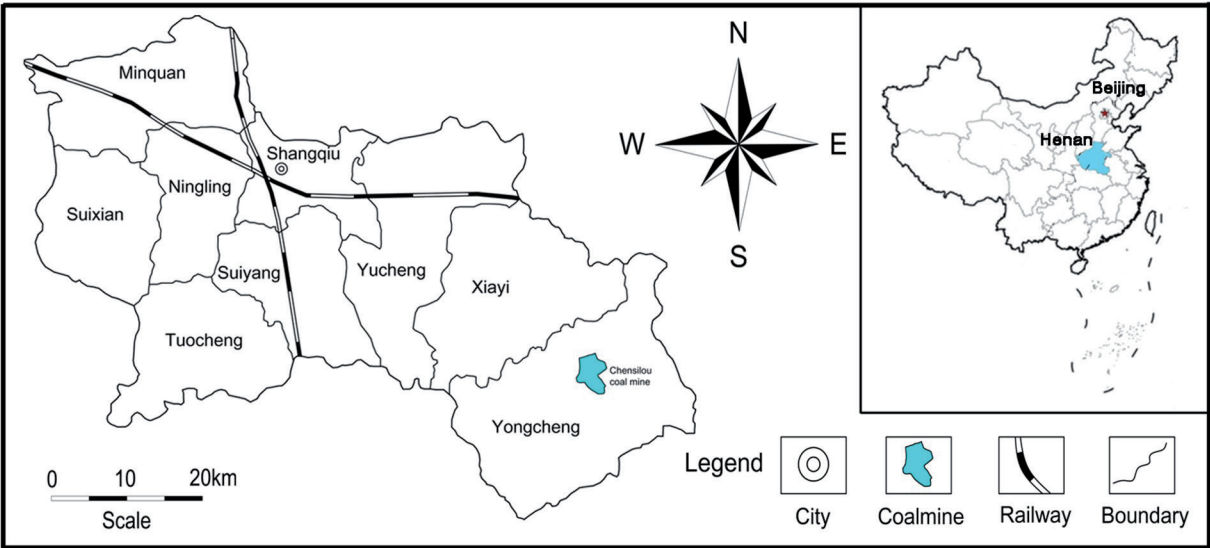 Minquan
Shangqiu
Ningling
Suixian
Suiyang
Yucheng
Xiayi
Tuocheng
Chensilou
coal mine
Yongcheng
N
W
E
S
Beijing
Henan
0 10 20km
Scale
Legend
City
Coalmine
Railway
Boundary